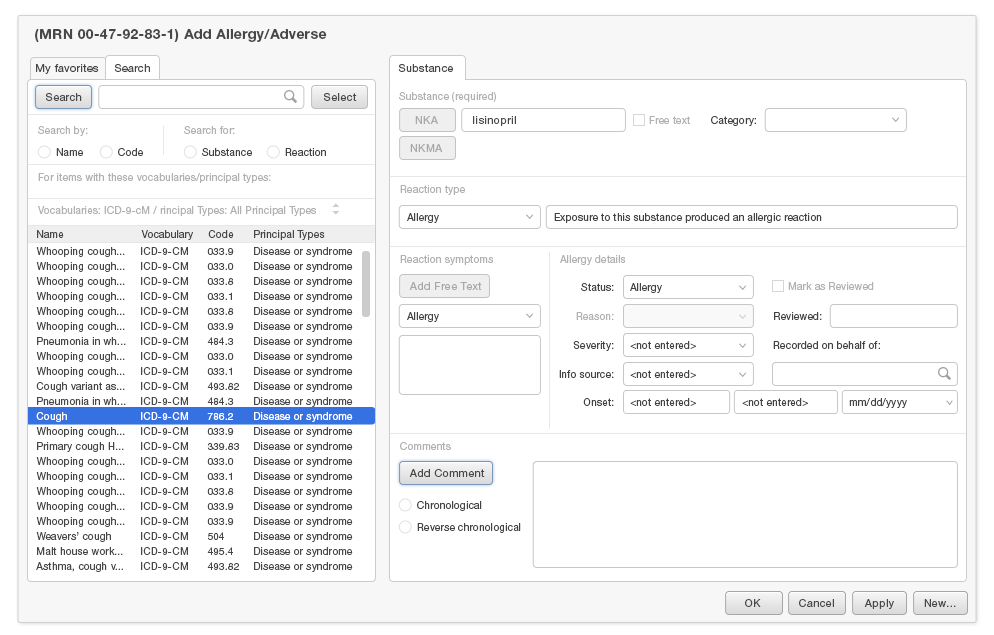 (MRN 00-47-92-83-1) Add Allergy/Adverse
My favorites Search
Search Select
Search by: Search for:
Name Code Substance Reaction
For items with these vocabularies/principal types:
Vocabularies: ICD-9-cM / rincipal Types: All Principal Types
Name Vocabulary Code Principal Types
Whooping cough... ICD-9-CM 033.9 Disease or syndrome
Whooping cough... ICD-9-CM 033.0 Disease or syndrome
Whooping cough... ICD-9-CM 033.8 Disease or syndrome
Whooping cough... ICD-9-CM 033.1 Disease or syndrome
Whooping cough... ICD-9-CM 033.8 Disease or syndrome
Whooping cough... ICD-9-CM 033.9 Disease or syndrome
Pneumonia in wh... ICD-9-CM 484.3 Disease or syndrome
Whooping cough... ICD-9-CM 033.0 Disease or syndrome
Whooping cough... ICD-9-CM 033.1 Disease or syndrome
Cough variant as... ICD-9-CM 493.82 Disease or syndrome
Pneumonia in wh... ICD-9-CM 484.3 Disease or syndrome
Cough ICD-9-CM 786.2 Disease or syndrome
Whooping cough... ICD-9-CM 033.9 Disease or syndrome
Primary cough H... ICD-9-CM 339.83 Disease or syndrome
Whooping cough... ICD-9-CM 033.0 Disease or syndrome
Whooping cough... ICD-9-CM 033.1 Disease or syndrome
Whooping cough... ICD-9-CM 033.8 Disease or syndrome
Whooping cough... ICD-9-CM 033.9 Disease or syndrome
Whooping cough... ICD-9-CM 033.9 Disease or syndrome
Weavers' cough ICD-9-CM 504 Disease or syndrome
Malt house work... ICD-9-CM 495.4 Disease or syndrome
Asthma, cough v... ICD-9-CM 493.82 Disease or syndrome
Substance
Substance (required)
NKA lisinopril Free text Category:
NKMA
Reaction type
Allergy Exposure to this substance produced an allergic reaction
Reaction symptoms
Add Free Text
Allergy
Allergy details
Status: Allergy Mark as Reviewed
Reason: Reviewed:
Severity: <not entered> Recorded on behalf of:
Info source: <not entered>
Onset: <not entered> <not entered> mm/dd/yyyy
Comments
Add Comment
Chronological
Reverse chronological
OK Cancel Apply New...